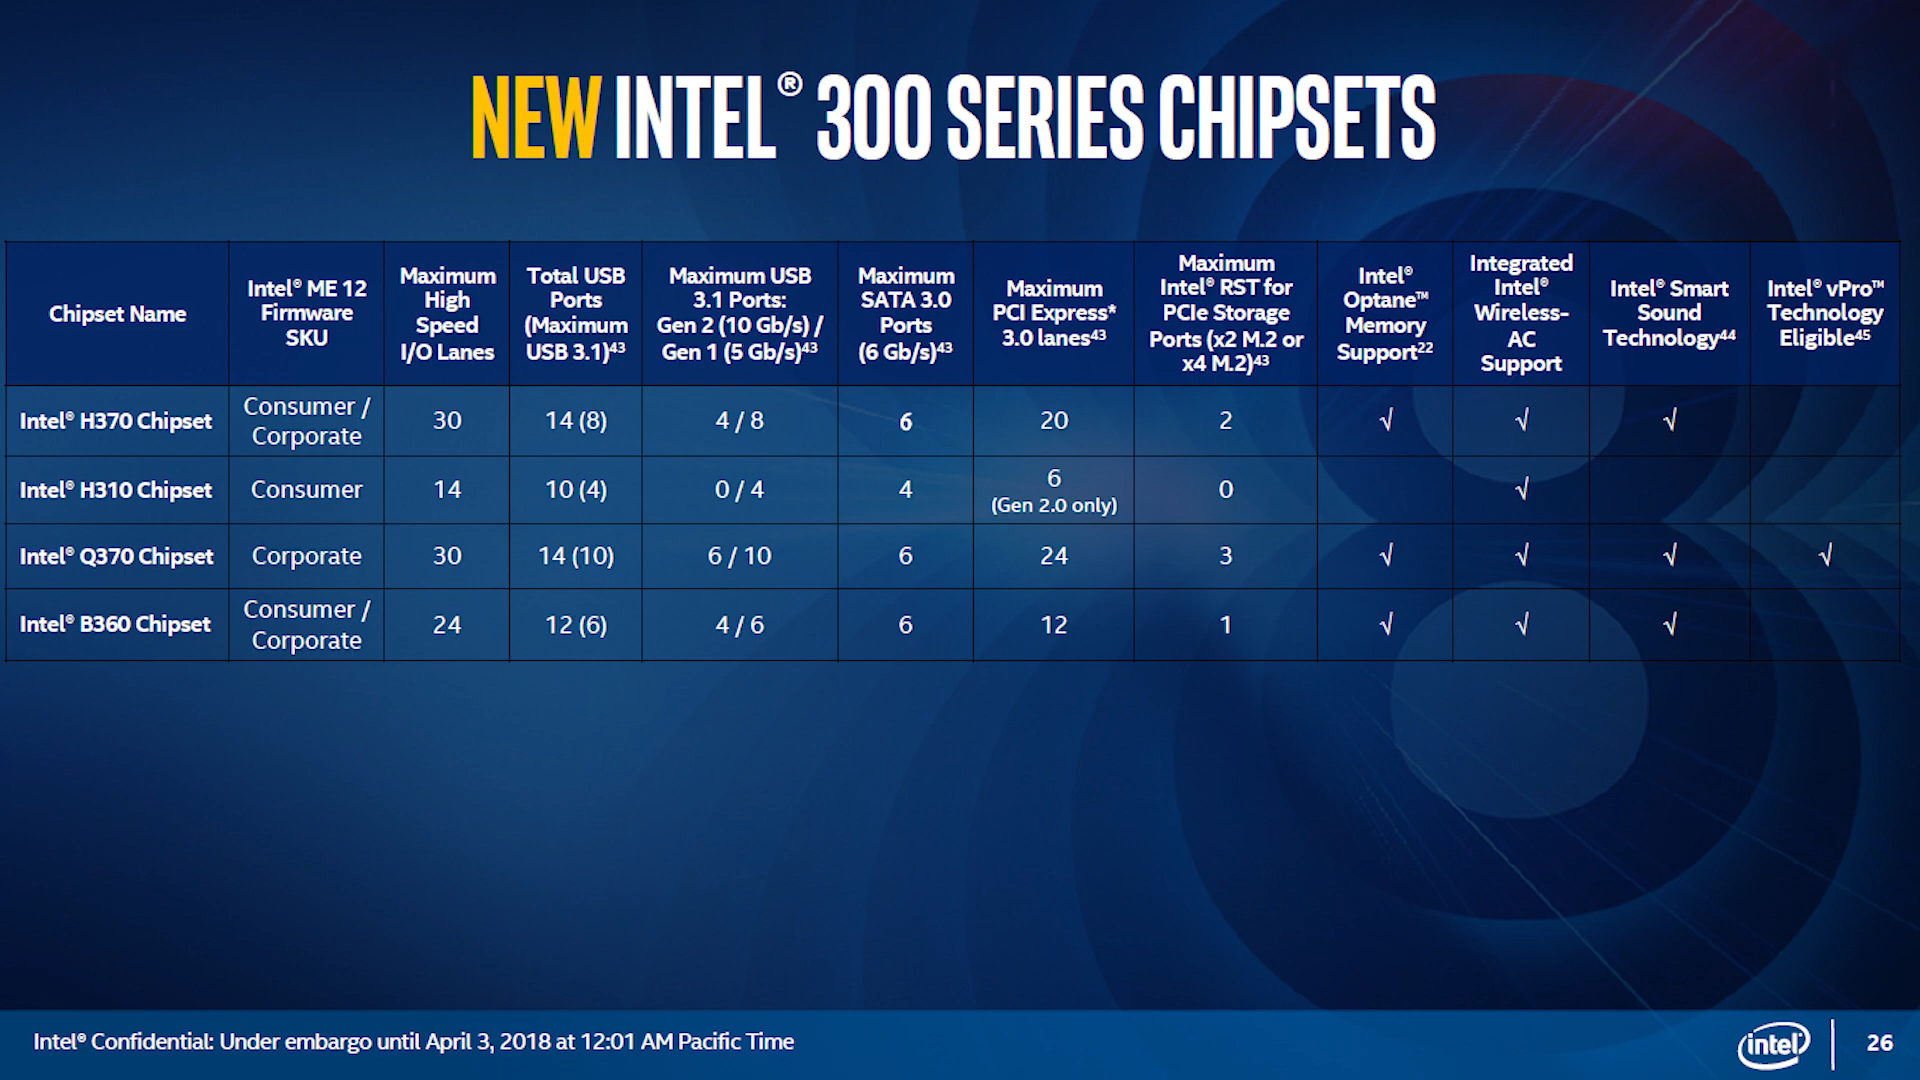 NEW INTEL® 300 SERIES CHIPSETS
Chipset Name
Intel® ME 12
Firmware
SKU
Maximum
High
Speed
I/O Lanes
Total USB
Ports
(Maximum
USB 3.1)43
Maximum USB
3.1 Ports:
Gen 2 (10 Gb/s) /
Gen 1 (5 Gb/s)43
Maximum
SATA 3.0
Ports
(6 Gb/s)43
Maximum
PCI Express*
3.0 lanes43
Maximum
Intel® RST for
PCIe Storage
Ports (x2 M.2 or
x4 M.2)43
Intel®
Optane™
Memory
Support22
Integrated
Intel®
Wireless-
AC
Support
Intel® Smart
Sound
Technology44
Intel® vPro™
Technology
Eligible45
Intel® H370 Chipset
Consumer /
Corporate
30
14 (8)
4 / 8
6
20
2
√
√
√
Intel® H310 Chipset
Consumer
14
10 (4)
0 / 4
4
6
(Gen 2.0 only)
0
√
Intel® Q370 Chipset
Corporate
30
14 (10)
6 / 10
6
24
3
√
√
√
√
Intel® B360 Chipset
Consumer /
Corporate
24
12 (6)
4 / 6
6
12
1
√
√
√
Intel® Confidential: Under embargo until April 3, 2018 at 12:01 AM Pacific Time
intel
26